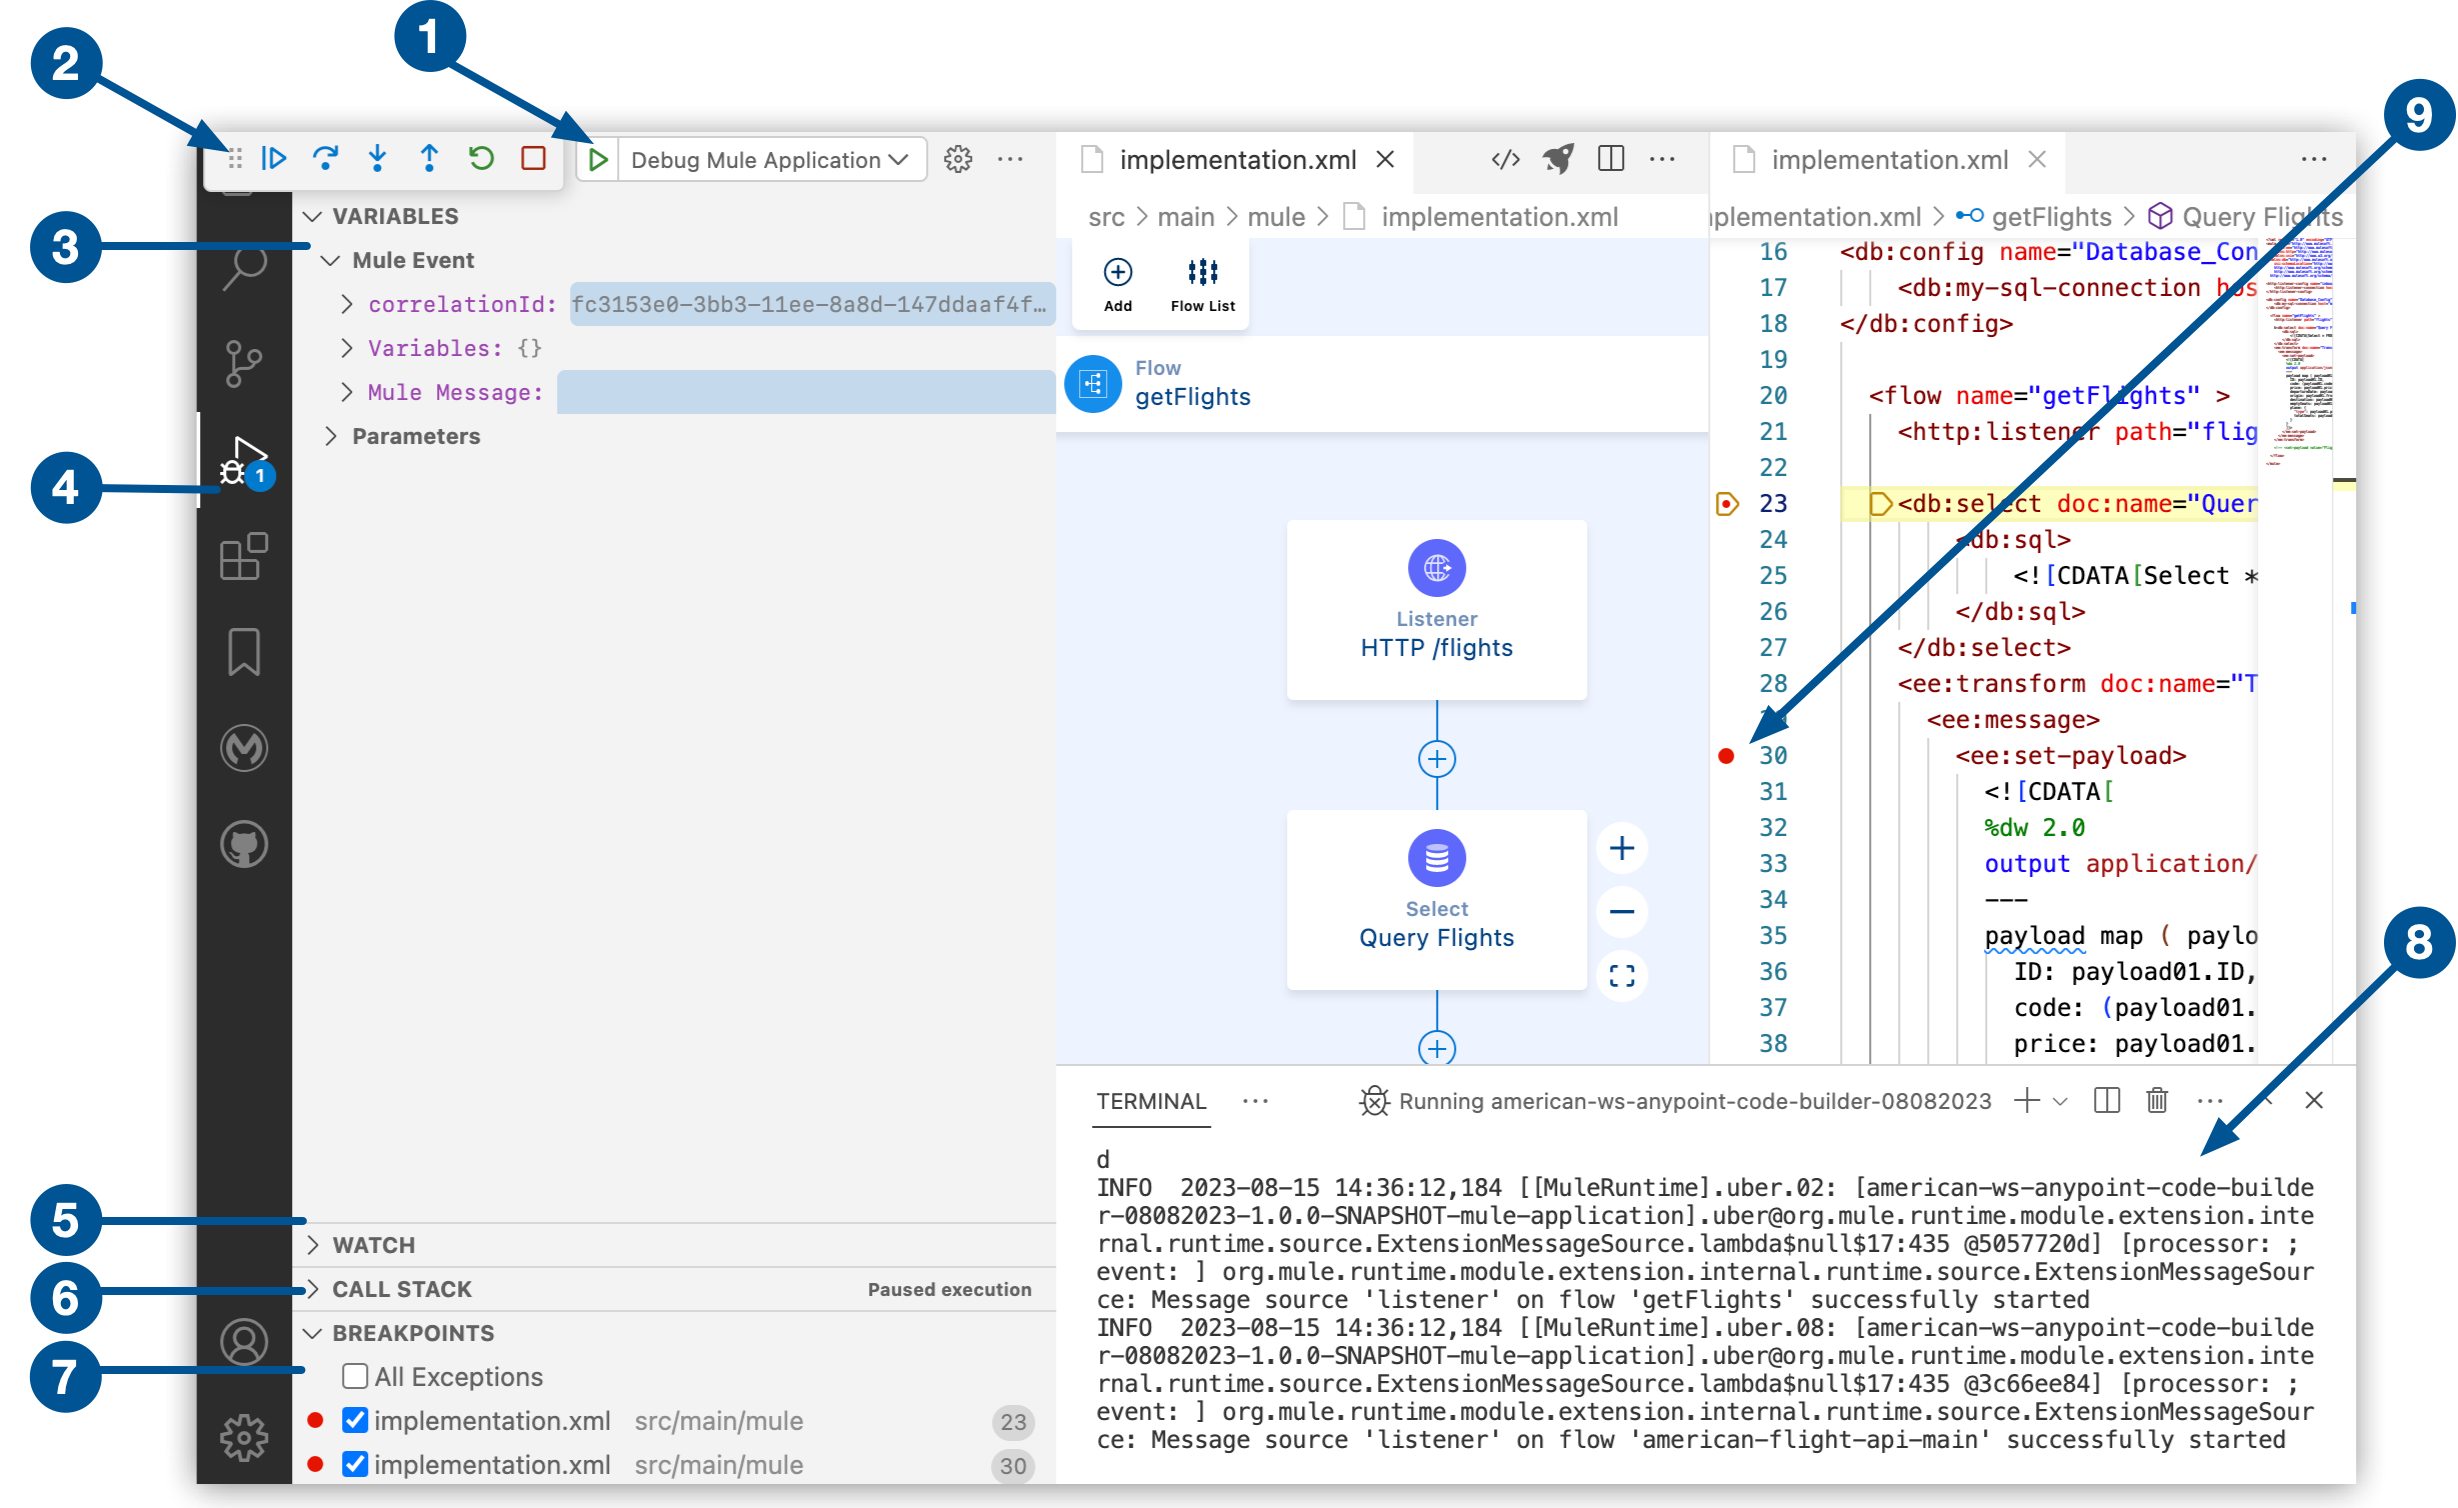 1
2
3
4
5
6
7
8
9
Debug Mule Application
VARIABLES
Mule Event
correlationId: fc3153e0-3bb3-11ee-8a8d-147ddaaf4f…
Variables: {}
Mule Message:
Parameters
1
WATCH
CALL STACK Paused execution
BREAKPOINTS
All Exceptions
implementation.xml src/main/mule 23
implementation.xml src/main/mule 30
implementation.xml
src > main > mule > implementation.xml
Add Flow List
Flow
getFlights
Listener
HTTP /flights
Select
Query Flights
implementation.xml
plementation.xml > getFlights > Query Flights
16 <db:config name="Database_Con
17 <db:my-sql-connection hos
18 </db:config>
19
20 <flow name="getFlights" >
21 <http:listener path="flig
22
23 <db:select doc:name="Quer
24 <db:sql>
25 <![CDATA[Select *
26 </db:sql>
27 </db:select>
28 <ee:transform doc:name="T
<ee:message>
30 <ee:set-payload>
31 <![CDATA[
32 %dw 2.0
33 output application/
34 ---
35 payload map ( paylo
36 ID: payload01.ID,
37 code: (payload01.
38 price: payload01.
TERMINAL Running american-ws-anypoint-code-builder-08082023
d
INFO  2023-08-15 14:36:12,184 [[MuleRuntime].uber.02: [american-ws-anypoint-code-builde
r-08082023-1.0.0-SNAPSHOT-mule-application].uber@org.mule.runtime.module.extension.inte
rnal.runtime.source.ExtensionMessageSource.lambda$null$17:435 @5057720d] [processor: ;
event: ] org.mule.runtime.module.extension.internal.runtime.source.ExtensionMessageSour
ce: Message source 'listener' on flow 'getFlights' successfully started
INFO  2023-08-15 14:36:12,184 [[MuleRuntime].uber.08: [american-ws-anypoint-code-builde
r-08082023-1.0.0-SNAPSHOT-mule-application].uber@org.mule.runtime.module.extension.inte
rnal.runtime.source.ExtensionMessageSource.lambda$null$17:435 @3c66ee84] [processor: ;
event: ] org.mule.runtime.module.extension.internal.runtime.source.ExtensionMessageSour
ce: Message source 'listener' on flow 'american-flight-api-main' successfully started